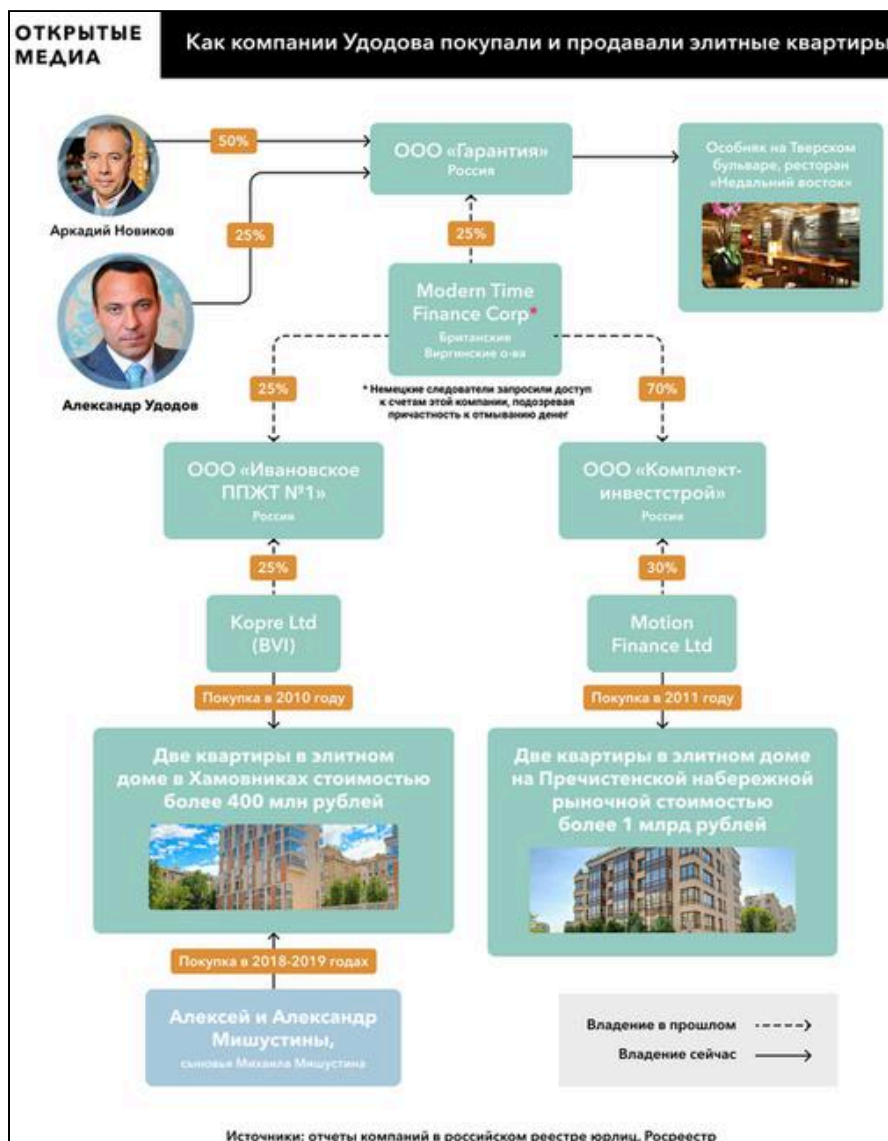 ОТКРЫТЫЕ
МЕДИА
Как компании Удодова покупали и продавали элитные квартиры
50%
ООО «Гарантия»
Россия
Особняк на Тверском
бульваре, ресторан
«Недальний восток»
Аркадий Новиков
25%
25%
Modern Time
Finance Corp*
Британские
Виргинские о-ва
Александр Удодов
* Немецкие следователи запросили доступ
к счетам этой компании, подозревая
причастность к отмыванию денег
25%
70%
ООО «Ивановское
ППЖТ №1»
Россия
ООО «Комплект-
инвестстрой»
Россия
25%
30%
Kopre Ltd
(BVI)
Motion
Finance Ltd
Покупка в 2010 году
Покупка в 2011 году
Две квартиры в элитном
доме в Хамовниках стоимостью
более 400 млн рублей
Две квартиры в элитном доме
на Пречистенской набережной
рыночной стоимостью
более 1 млрд рублей
Покупка в 2018-2019 годах
Алексей и Александр
Мишустины,
сыновья Михаила Мишустина
Владение в прошлом
Владение сейчас
Источники: отчеты компаний в российском реестре юрлиц, Росреестр